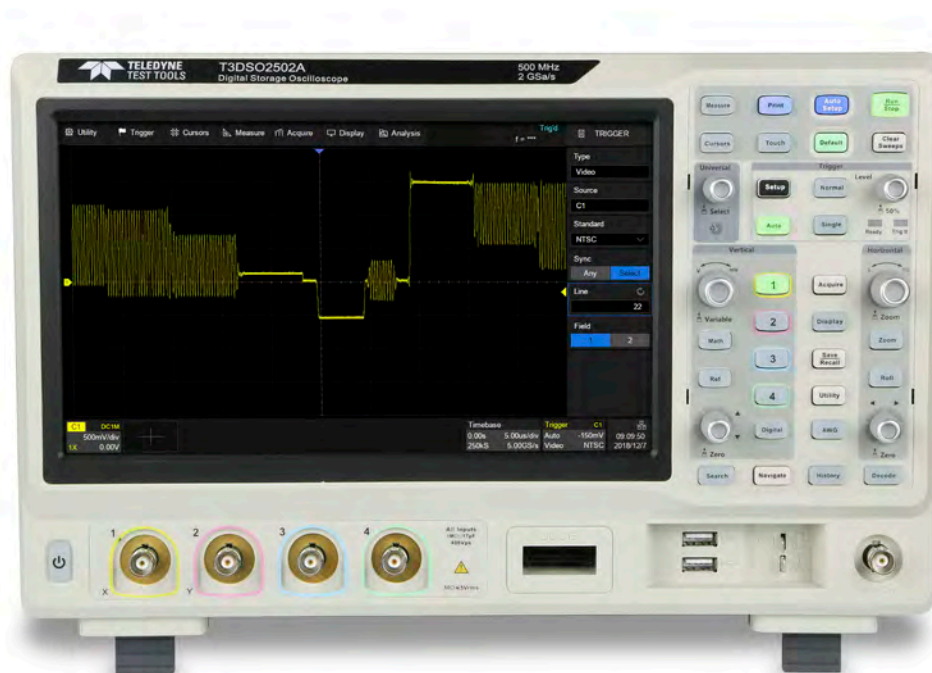 TELEDYNE
TEST TOOLS
T3DSO2502A
Digital Storage Oscilloscope
500 MHz
2 GSa/s
Utility Trigger Cursors Measure Acquire Display Analysis
Trig'd
f = ***
TRIGGER
Type
Video
Source
C1
Standard
NTSC
Sync
Any Select
Line
22
Field
1 2
C1 DC1M
500mV/div
1X 0.00V
Timebase
0.00s 5.00us/div
250kS 5.00GS/s
Trigger C1
Auto -150mV
Video NTSC
09:09:50
2018/12/7
Measure Print Auto Setup Run Stop
Cursors Touch Default Clear Sweeps
Universal
Select
Trigger
Setup Normal Level
50%
Auto Single Ready Trig'd
Vertical
Horizontal
Variable
1 Acquire
Zoom
2 Display
Math
Zoom
3 Save Recall
Ref
Roll
4 Utility
Digital AWG
Zero
Zero
Search Navigate History Decode
1 2 3 4
X Y